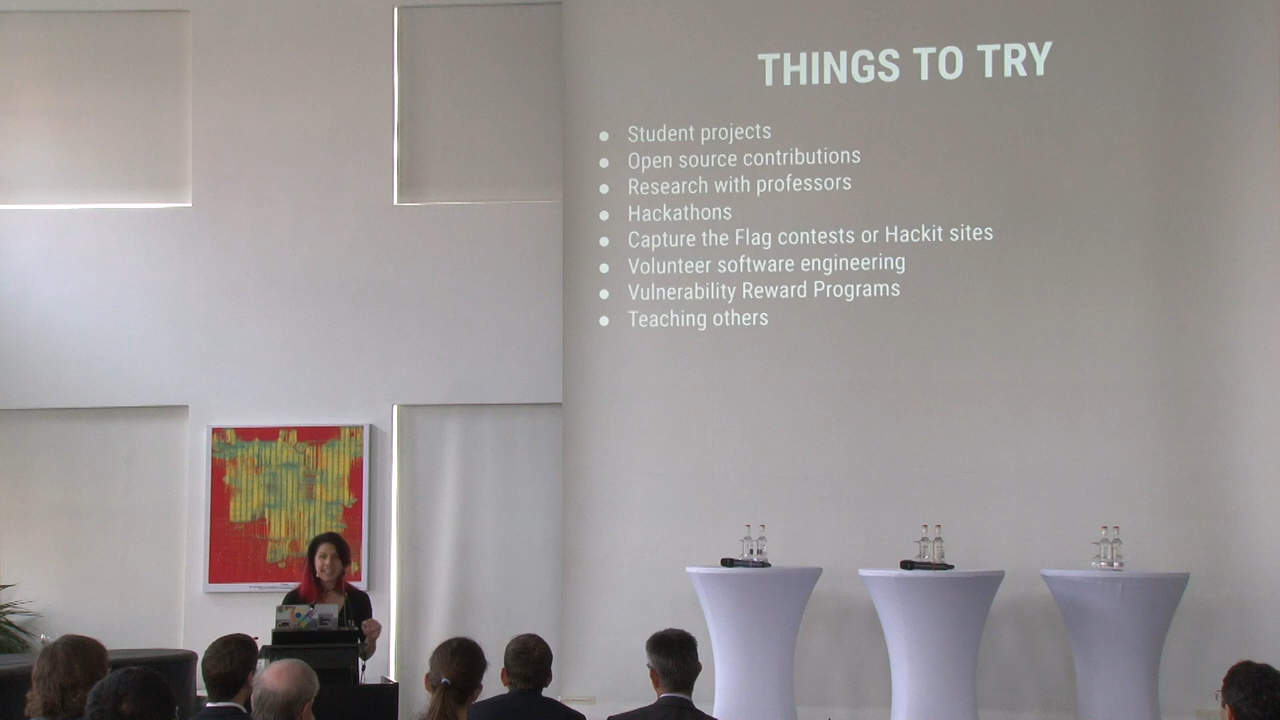 THINGS TO TRY
● Student projects
● Open source contributions
● Research with professors
● Hackathons
● Capture the Flag contests or Hackit sites
● Volunteer software engineering
● Vulnerability Reward Programs
● Teaching others